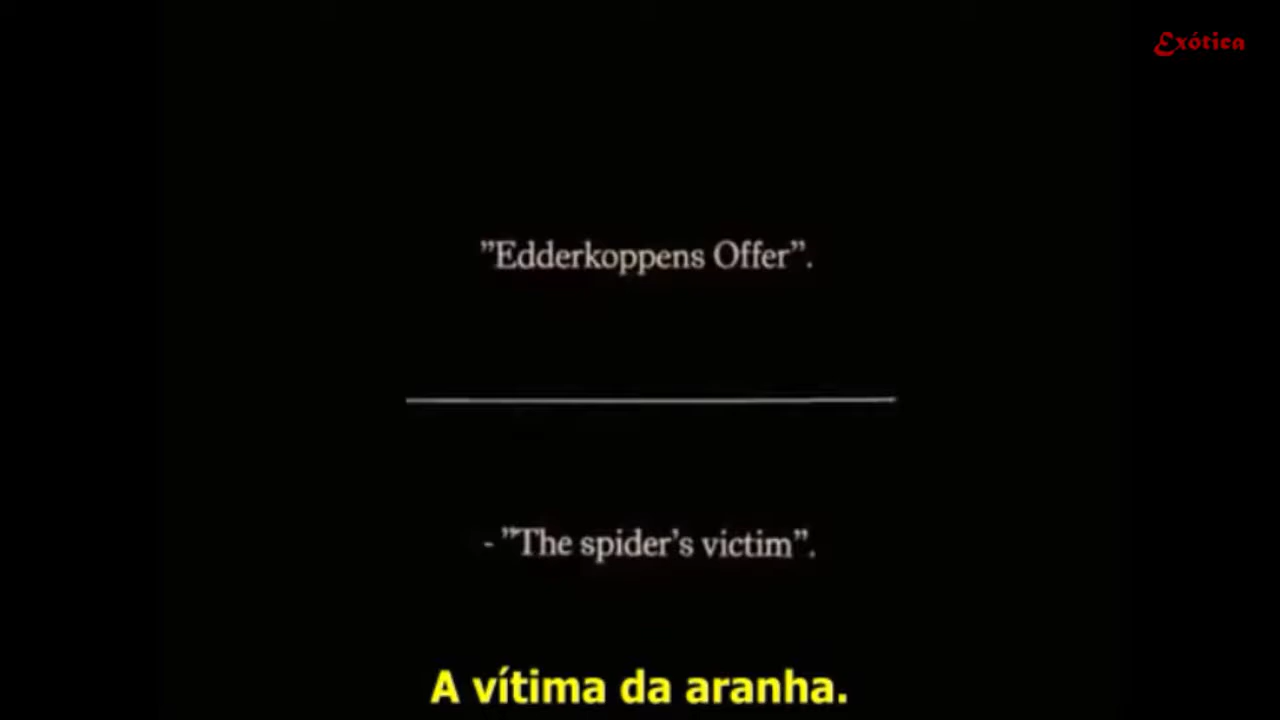 Exótica
”Edderkoppens Offer”.
- ”The spider’s victim”.
A vítima da aranha.